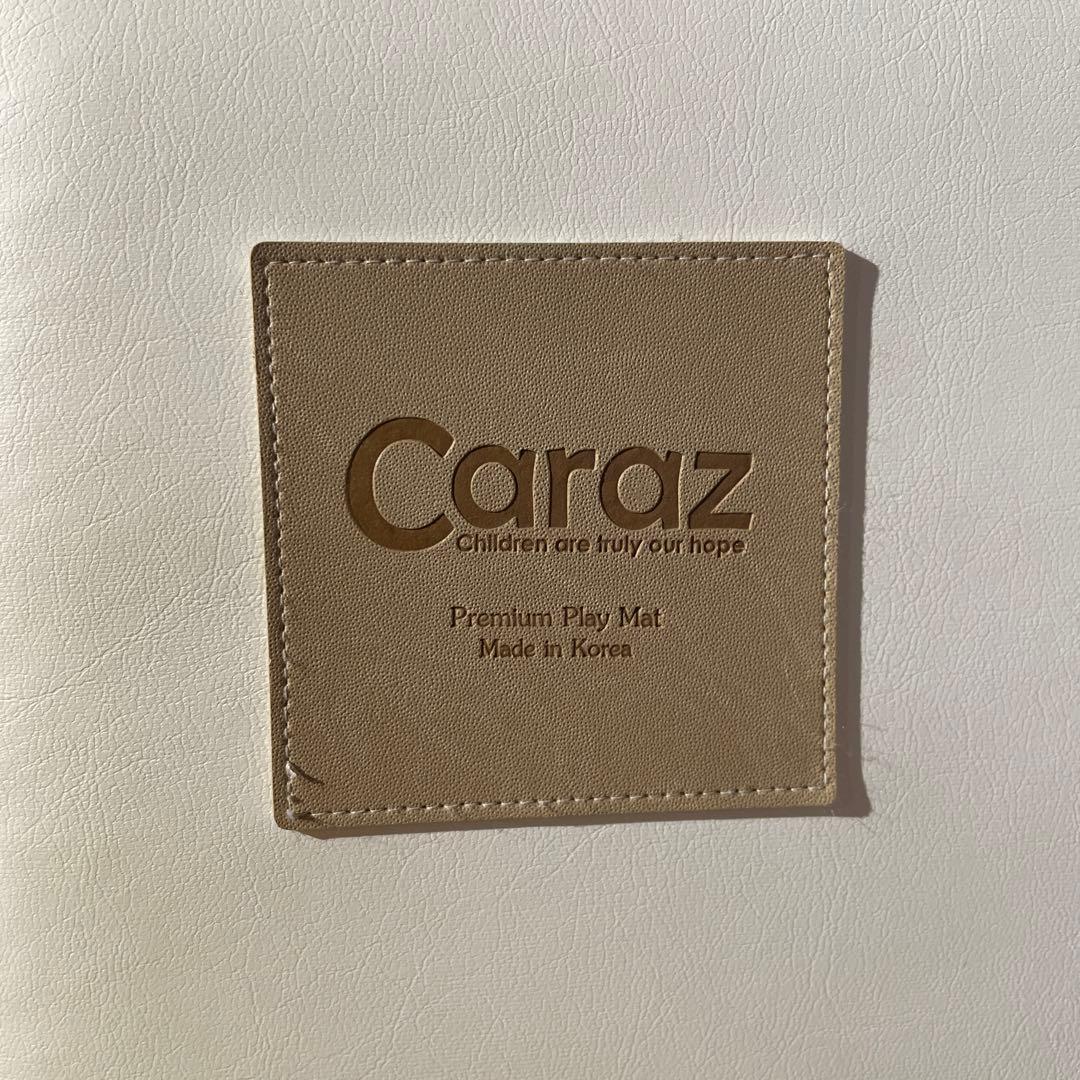 Caraz
Children are truly our hope
Premium Play Mat
Made in Korea